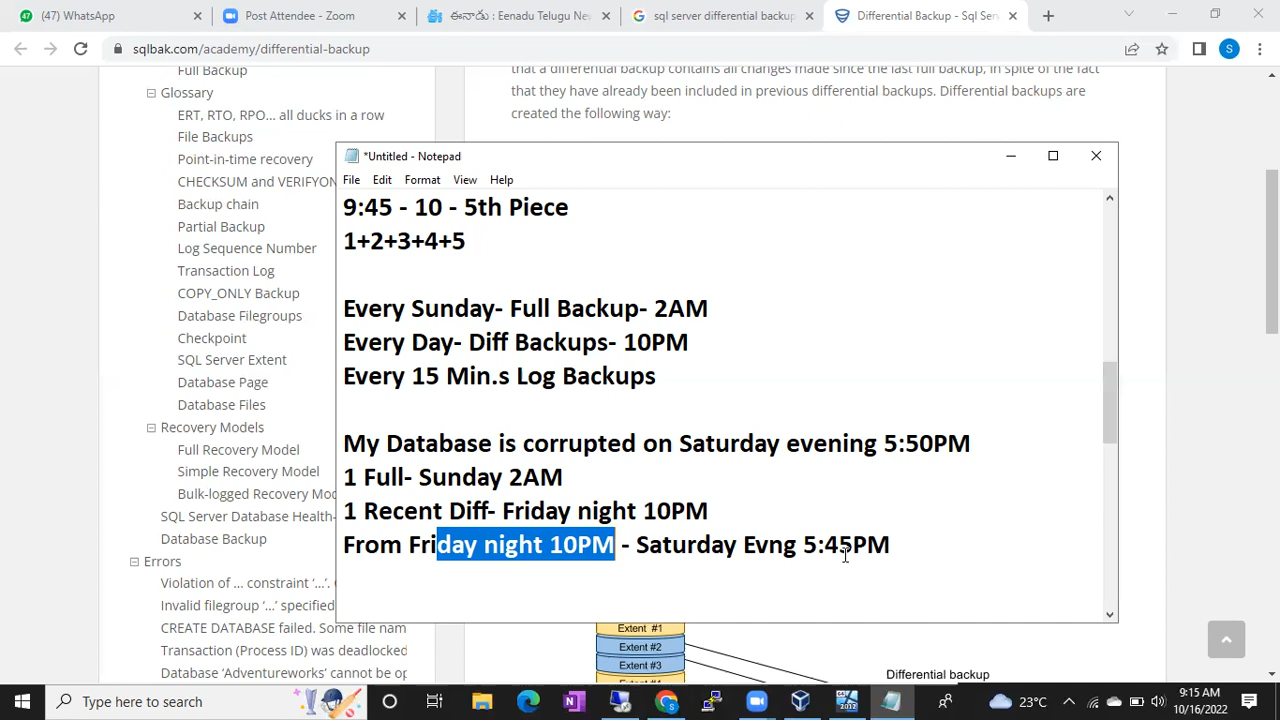 (47) WhatsApp
Post Attendee - Zoom
ఈనాడు : Eenadu Telugu Ne
sql server differential backup
Differential Backup - Sql Ser
S
sqlbak.com/academy/differential-backup
Full Backup
Glossary
ERT, RTO, RPO... all ducks in a row
File Backups
Point-in-time recovery
CHECKSUM and VERIFYON
Backup chain
Partial Backup
Log Sequence Number
Transaction Log
COPY_ONLY Backup
Database Filegroups
Checkpoint
SQL Server Extent
Database Page
Database Files
Recovery Models
Full Recovery Model
Simple Recovery Model
Bulk-logged Recovery Mod
SQL Server Database Health-
Database Backup
Errors
Violation of ... constraint ‘...’. C
Invalid filegroup ‘...’ specified
CREATE DATABASE failed. Some file nam
Transaction (Process ID) was deadlocked
Database ‘Adventureworks’ cannot be op
that a differential backup contains all changes made since the last full backup, in spite of the fact
that they have already been included in previous differential backups. Differential backups are
created the following way:
*Untitled - Notepad
File Edit Format View Help
9:45 - 10 - 5th Piece
1+2+3+4+5
Every Sunday- Full Backup- 2AM
Every Day- Diff Backups- 10PM
Every 15 Min.s Log Backups
My Database is corrupted on Saturday evening 5:50PM
1 Full- Sunday 2AM
1 Recent Diff- Friday night 10PM
From Friday night 10PM - Saturday Evng 5:45PM
Extent #1
Extent #2
Extent #3
Differential backup
Type here to search
23°C
9:15 AM
10/16/2022